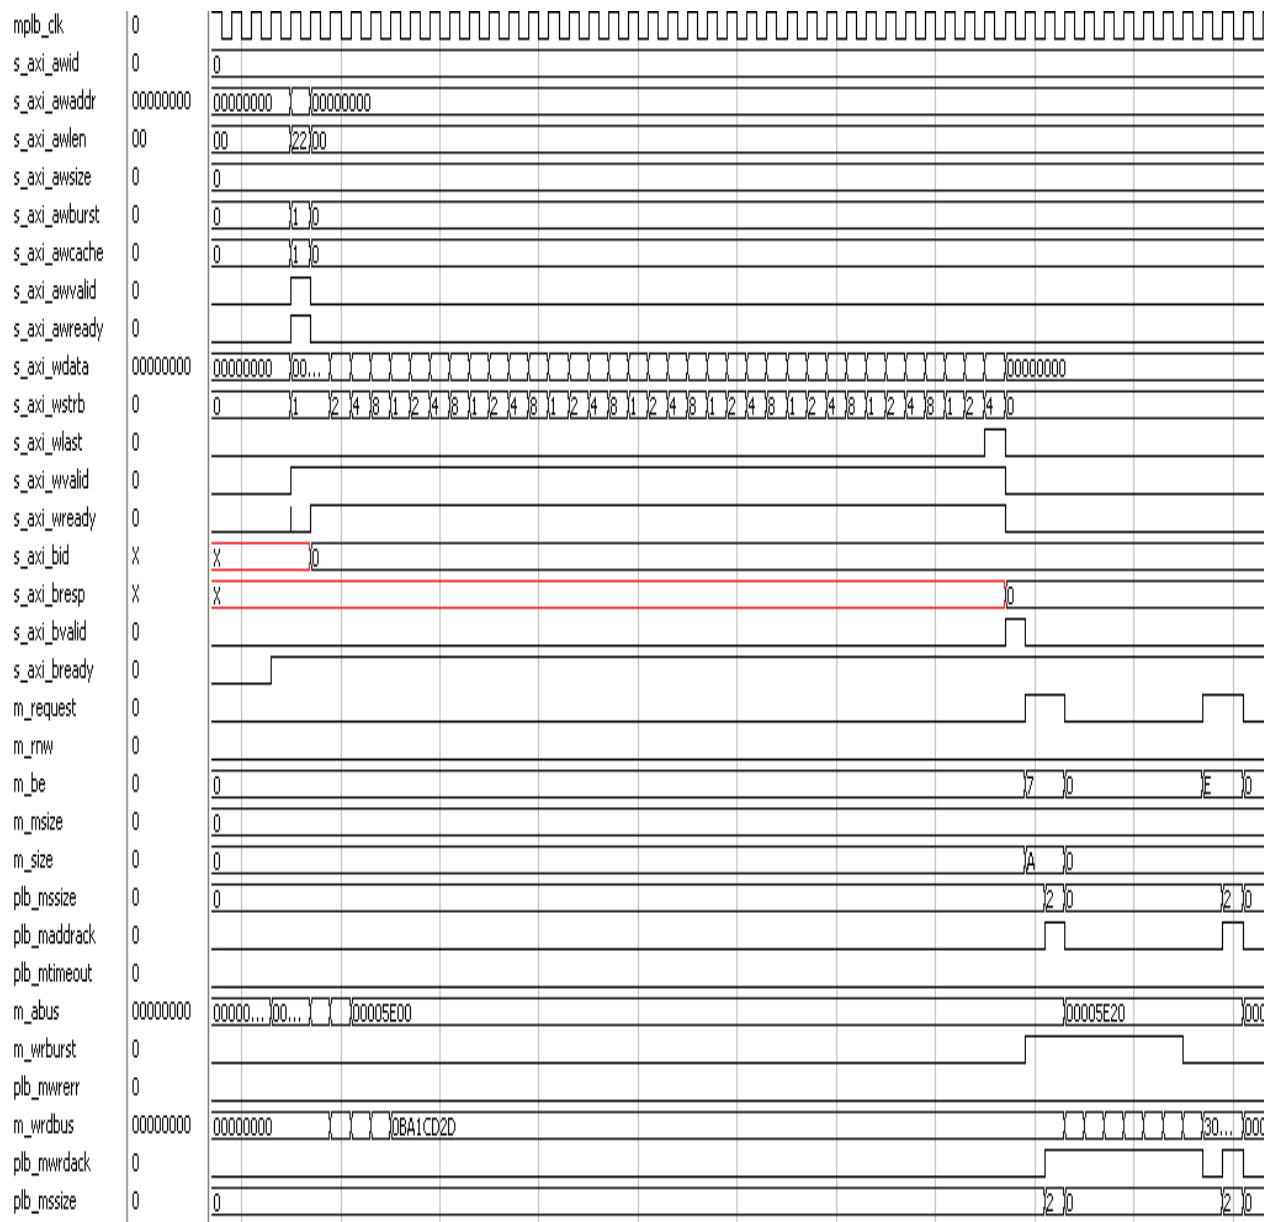 mplb_clk 0
s_axi_awid 0 0
s_axi_awaddr 00000000 00000000 00000000
s_axi_awlen 00 00 22 00
s_axi_awsize 0 0
s_axi_awburst 0 0 1 0
s_axi_awcache 0 0 1 0
s_axi_awvalid 0
s_axi_awready 0
s_axi_wdata 00000000 00000000 00... 00000000
s_axi_wstrb 0 0 1 2 4 8 1 2 4 8 1 2 4 8 1 2 4 8 1 2 4 8 1 2 4 8 1 2 4 8 1 2 4 8 1 2 4 0
s_axi_wlast 0
s_axi_wvalid 0
s_axi_wready 0
s_axi_bid X X 0
s_axi_bresp X X 0
s_axi_bvalid 0
s_axi_bready 0
m_request 0
m_rnw 0
m_be 0 0 7 0 E 0
m_msize 0 0
m_size 0 0 A 0
plb_mssize 0 0 2 0 2 0
plb_maddrack 0
plb_mtimeout 0
m_abus 00000000 00000... 00... 00005E00 00005E20 000
m_wrburst 0
plb_mwrerr 0
m_wrdbus 00000000 00000000 0BA1CD2D 30... 000
plb_mwrdack 0
plb_mssize 0 0 2 0 2 0